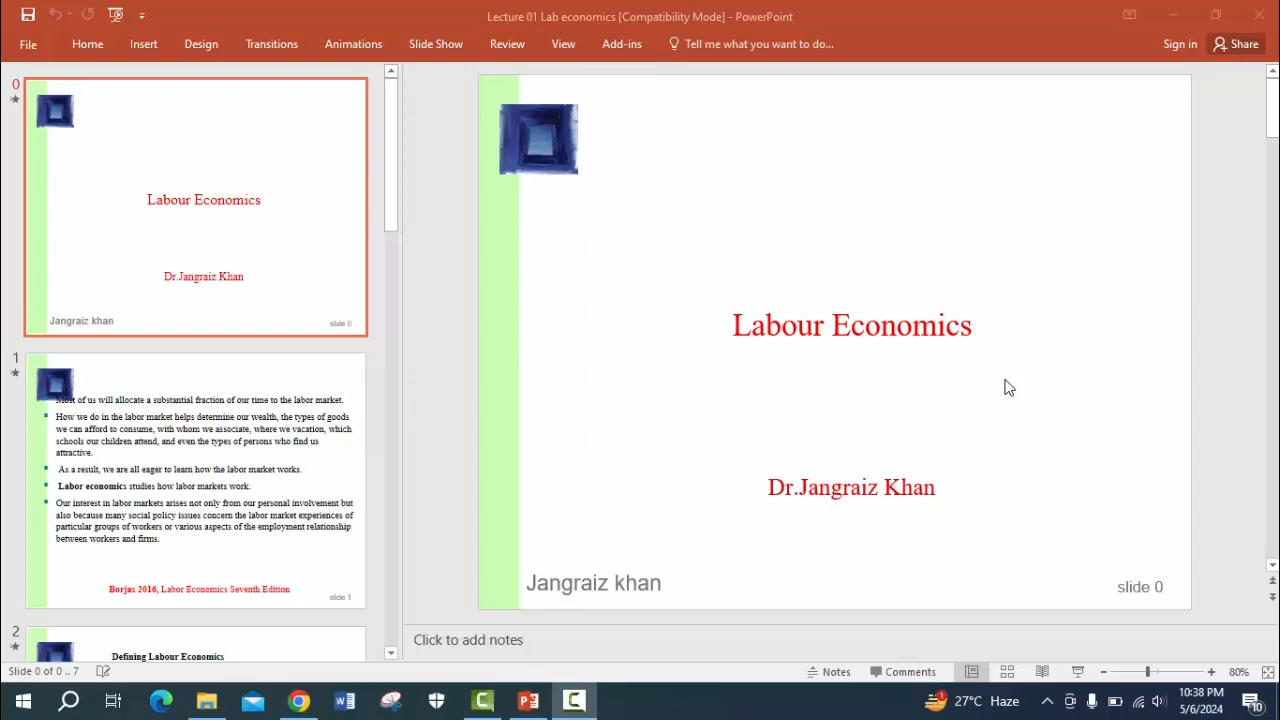 Lecture 01 Lab economics [Compatibility Mode] - PowerPoint
File Home Insert Design Transitions Animations Slide Show Review View Add-ins Tell me what you want to do... Sign in Share
0
Labour Economics
Dr.Jangraiz Khan
Jangraiz khan
slide 0
1
Most of us will allocate a substantial fraction of our time to the labor market.
How we do in the labor market helps determine our wealth, the types of goods
we can afford to consume, with whom we associate, where we vacation, which
schools our children attend, and even the types of persons who find us
attractive.
As a result, we are all eager to learn how the labor market works.
Labor economics studies how labor markets work.
Our interest in labor markets arises not only from our personal involvement but
also because many social policy issues concern the labor market experiences of
particular groups of workers or various aspects of the employment relationship
between workers and firms.
Borjas 2016, Labor Economics Seventh Edition
slide 1
2
Defining Labour Economics
Labour Economics
Dr.Jangraiz Khan
Jangraiz khan
slide 0
Click to add notes
Slide 0 of 0 .. 7
Notes Comments 80%
1
27°C Haze
10:38 PM
5/6/2024
10